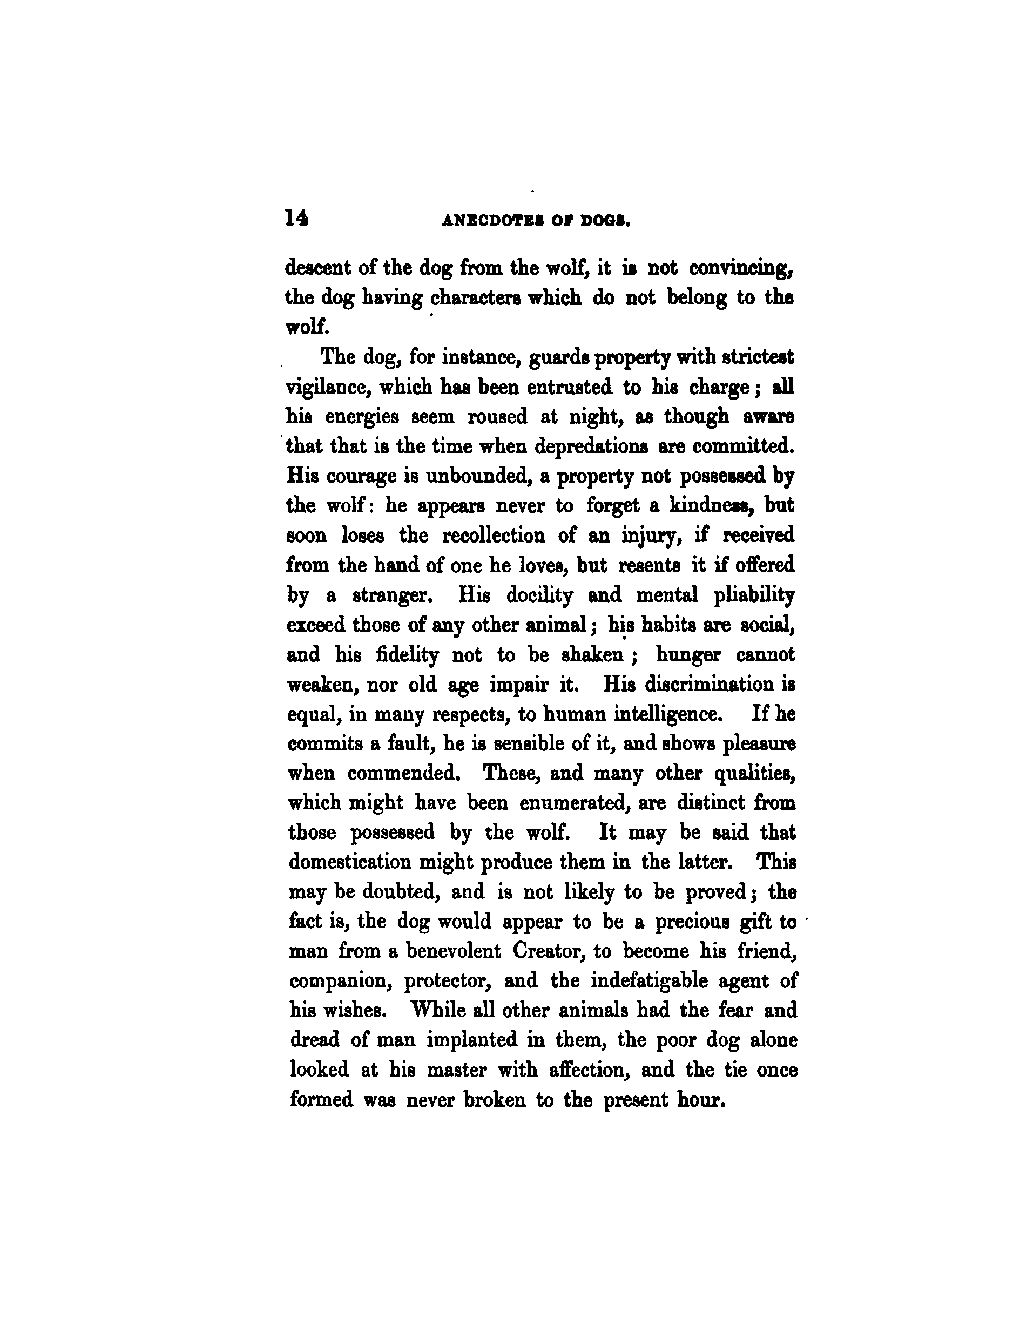 14 ANECDOTES OF DOGS.
descent of the dog from the wolf, it is not convincing,
the dog having characters which do not belong to the
wolf.
The dog, for instance, guards property with strictest
vigilance, which has been entrusted to his charge; all
his energies seem roused at night, as though aware
that that is the time when depredations are committed.
His courage is unbounded, a property not possessed by
the wolf: he appears never to forget a kindness, but
soon loses the recollection of an injury, if received
from the hand of one he loves, but resents it if offered
by a stranger. His docility and mental pliability
exceed those of any other animal; his habits are social,
and his fidelity not to be shaken; hunger cannot
weaken, nor old age impair it. His discrimination is
equal, in many respects, to human intelligence. If he
commits a fault, he is sensible of it, and shows pleasure
when commended. These, and many other qualities,
which might have been enumerated, are distinct from
those possessed by the wolf. It may be said that
domestication might produce them in the latter. This
may be doubted, and is not likely to be proved; the
fact is, the dog would appear to be a precious gift to
man from a benevolent Creator, to become his friend,
companion, protector, and the indefatigable agent of
his wishes. While all other animals had the fear and
dread of man implanted in them, the poor dog alone
looked at his master with affection, and the tie once
formed was never broken to the present hour.